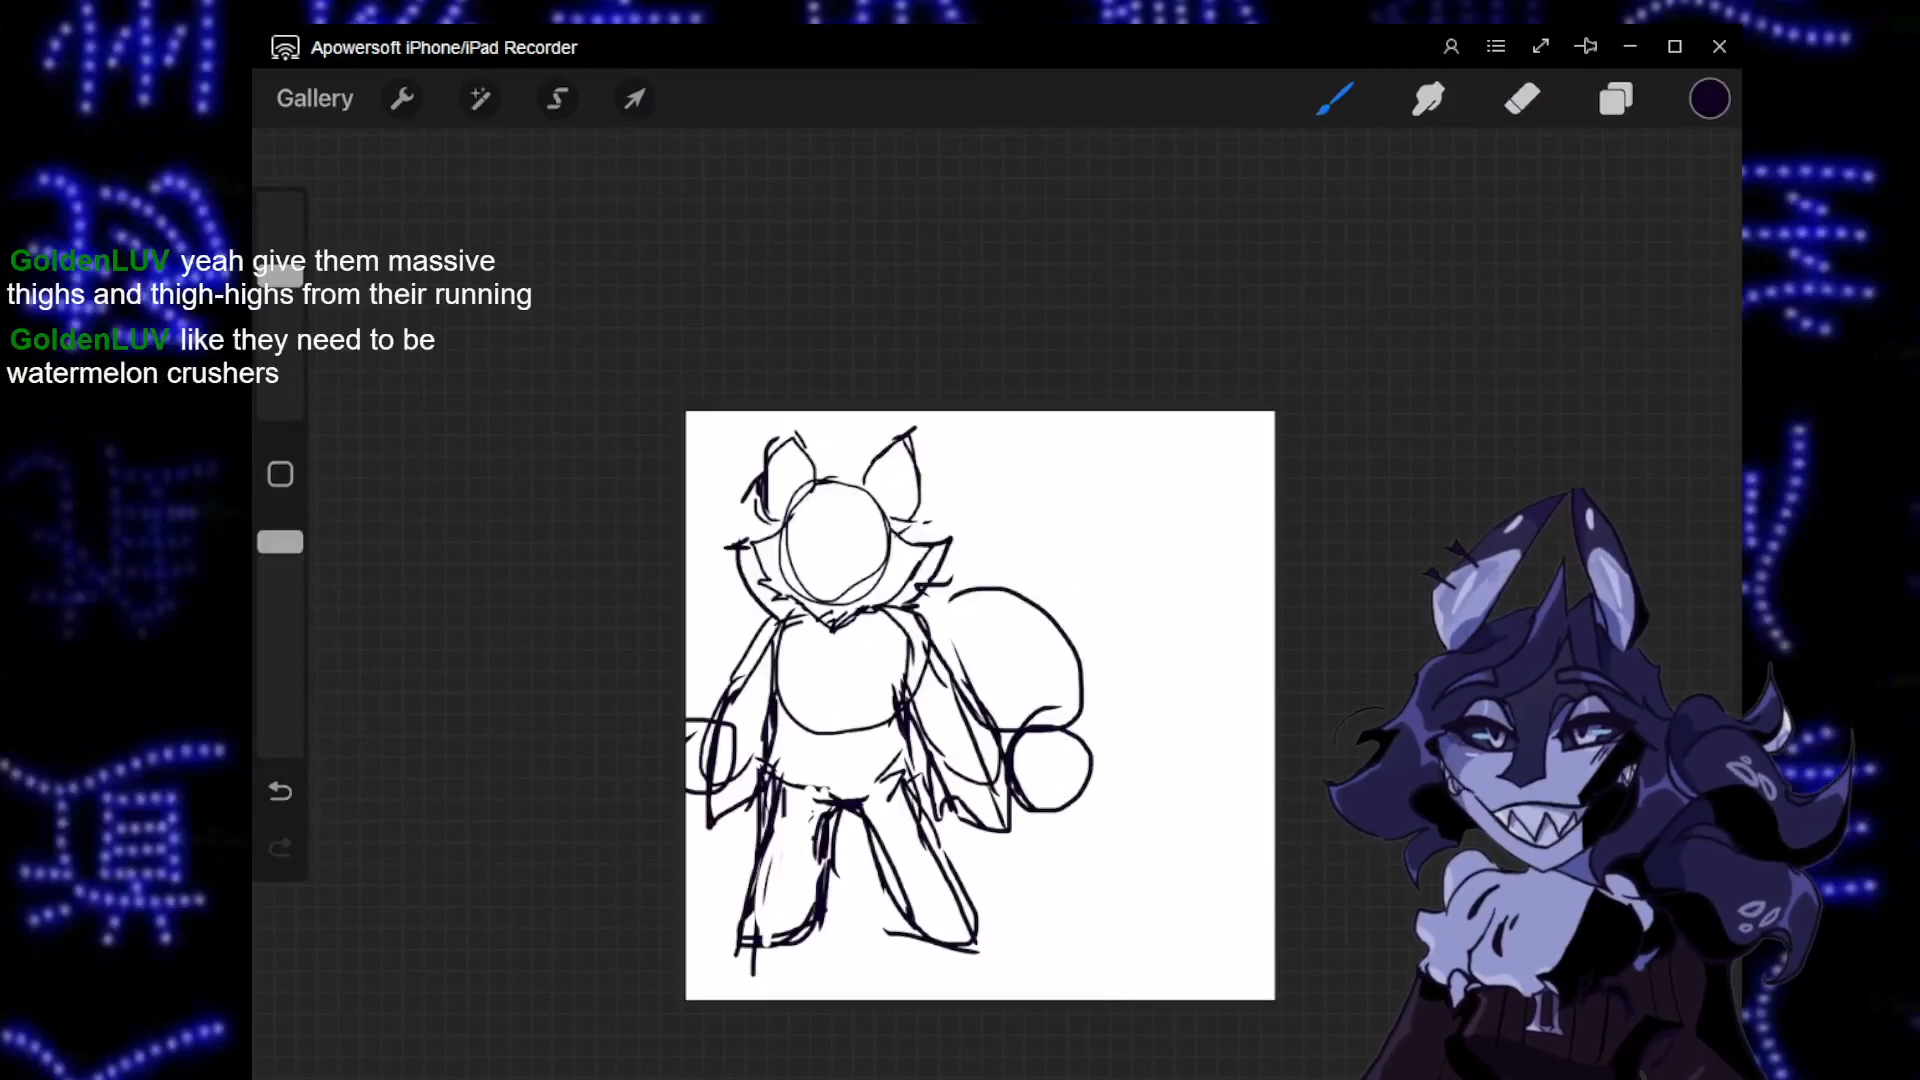 Apowersoft iPhone/iPad Recorder
Gallery
GoldenLUV yeah give them massive
thighs and thigh-highs from their running
GoldenLUV like they need to be
watermelon crushers